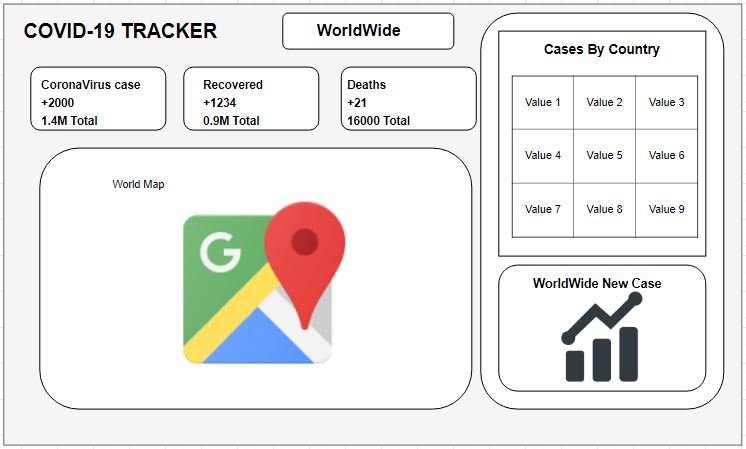 COVID-19 TRACKER
WorldWide
CoronaVirus case
+2000
1.4M Total
Recovered
+1234
0.9M Total
Deaths
+21
16000 Total
World Map
G
Cases By Country
Value 1 Value 2 Value 3
Value 4 Value 5 Value 6
Value 7 Value 8 Value 9
WorldWide New Case